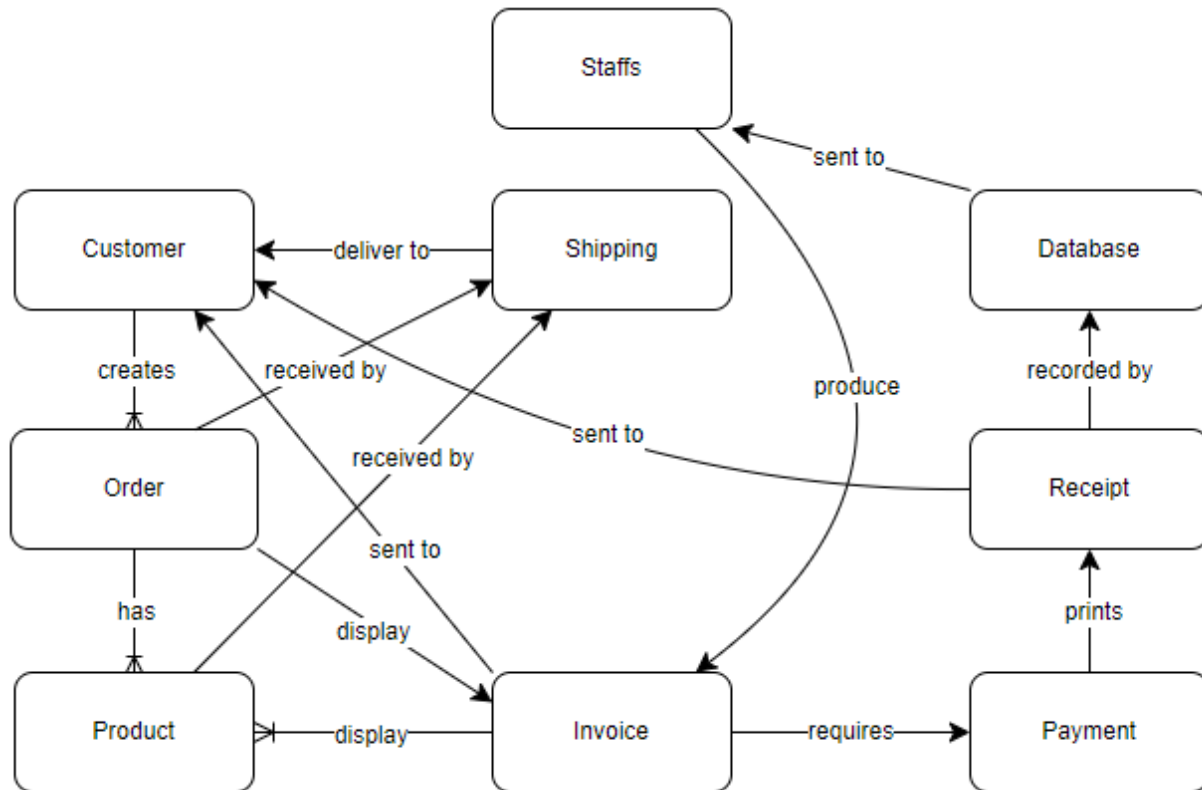 Staffs
sent to
Customer
deliver to
Shipping
Database
creates
received by
produce
recorded by
sent to
received by
Order
Receipt
sent to
has
display
prints
Product
display
Invoice
requires
Payment